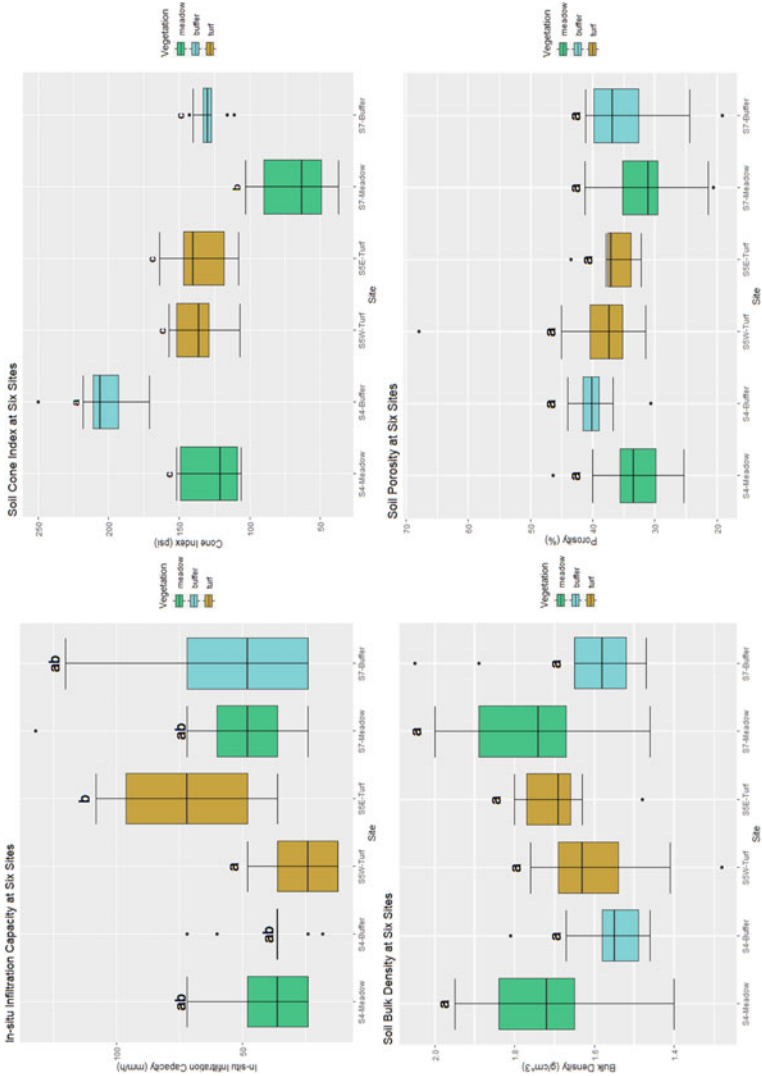 In-situ Infiltration Capacity at Six Sites
In-situ Infiltration Capacity (mm/h)
100
50
ab
ab
a
b
ab
ab
S4-Meadow
S4-Buffer
S5W-Turf
S5E-Turf
S7-Meadow
S7-Buffer
Site
Vegetation
meadow
buffer
turf
Soil Cone Index at Six Sites
Cone Index (psi)
250
200
150
100
50
c
a
c
c
b
c
S4-Meadow
S4-Buffer
S5W-Turf
S5E-Turf
S7-Meadow
S7-Buffer
Site
Vegetation
meadow
buffer
turf
Soil Bulk Density at Six Sites
Bulk Density (g/cm^3)
2.0
1.8
1.6
1.4
a
a
a
a
a
a
S4-Meadow
S4-Buffer
S5W-Turf
S5E-Turf
S7-Meadow
S7-Buffer
Site
Vegetation
meadow
buffer
turf
Soil Porosity at Six Sites
Porosity (%)
70
60
50
40
30
20
a
a
a
a
a
a
S4-Meadow
S4-Buffer
S5W-Turf
S5E-Turf
S7-Meadow
S7-Buffer
Site
Vegetation
meadow
buffer
turf